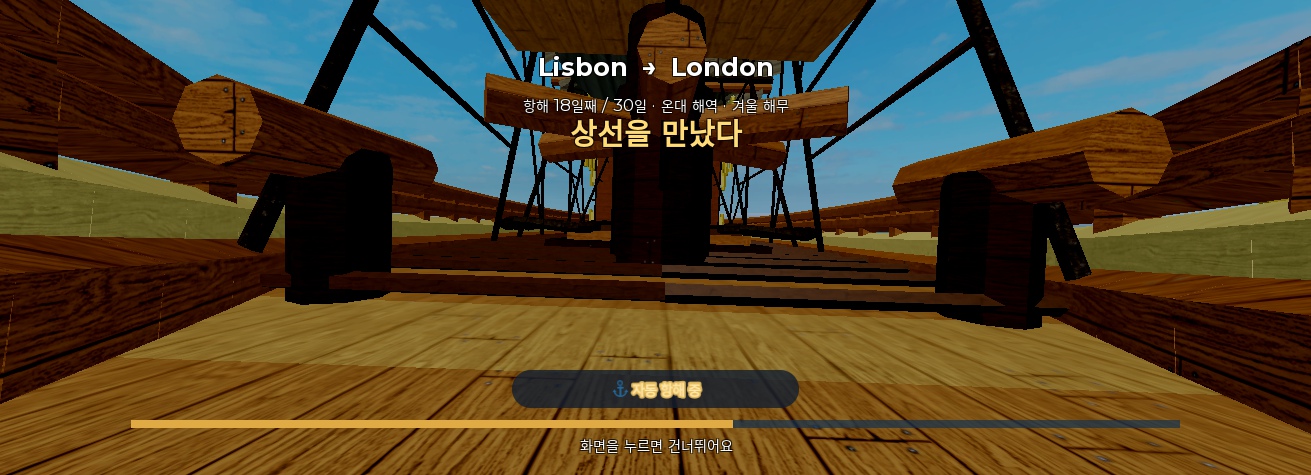 Lisbon → London
항해 18일째 / 30일 · 온대 해역 · 겨울 해무
상선을 만났다
⚓ 자동 항해 중
화면을 누르면 건너뛰어요